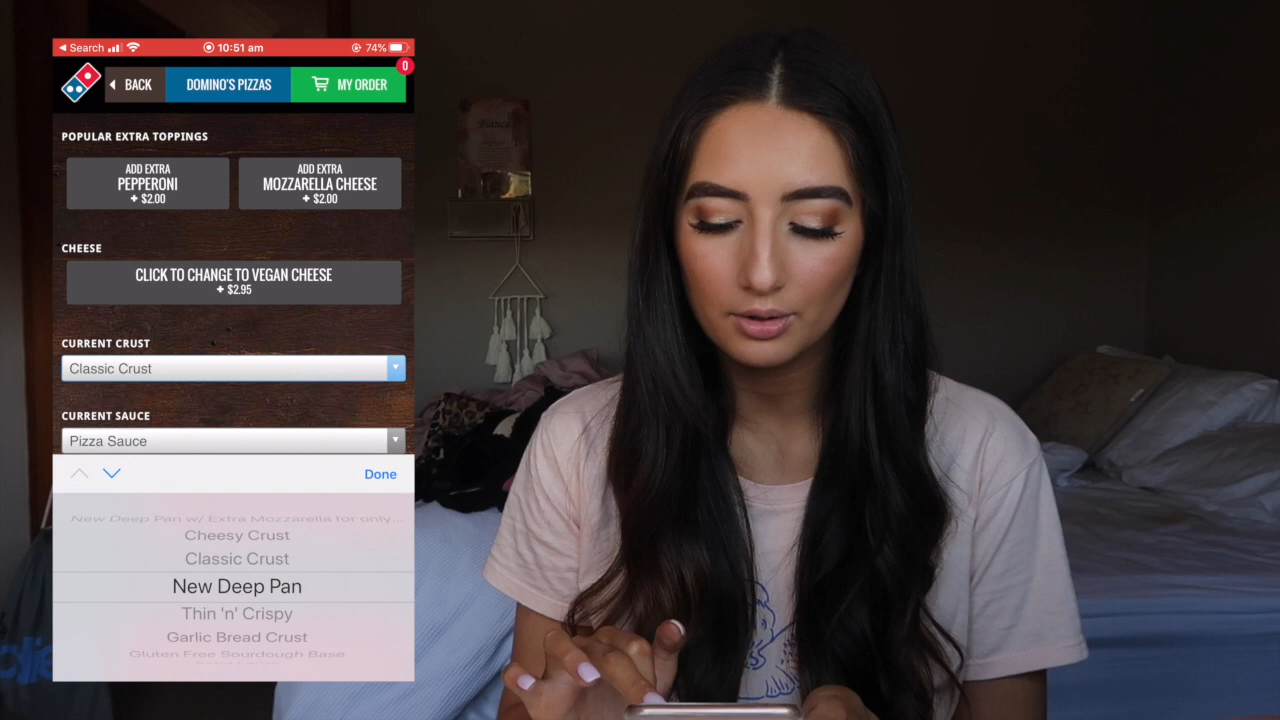 Search
10:51 am
74%
0
BACK
DOMINO'S PIZZAS
MY ORDER
POPULAR EXTRA TOPPINGS
ADD EXTRA
PEPPERONI
+ $2.00
ADD EXTRA
MOZZARELLA CHEESE
+ $2.00
CHEESE
CLICK TO CHANGE TO VEGAN CHEESE
+ $2.95
CURRENT CRUST
Classic Crust
CURRENT SAUCE
Pizza Sauce
Done
New Deep Pan w/ Extra Mozzarella for only...
Cheesy Crust
Classic Crust
New Deep Pan
Thin 'n' Crispy
Garlic Bread Crust
Gluten Free Sourdough Base
Bianca